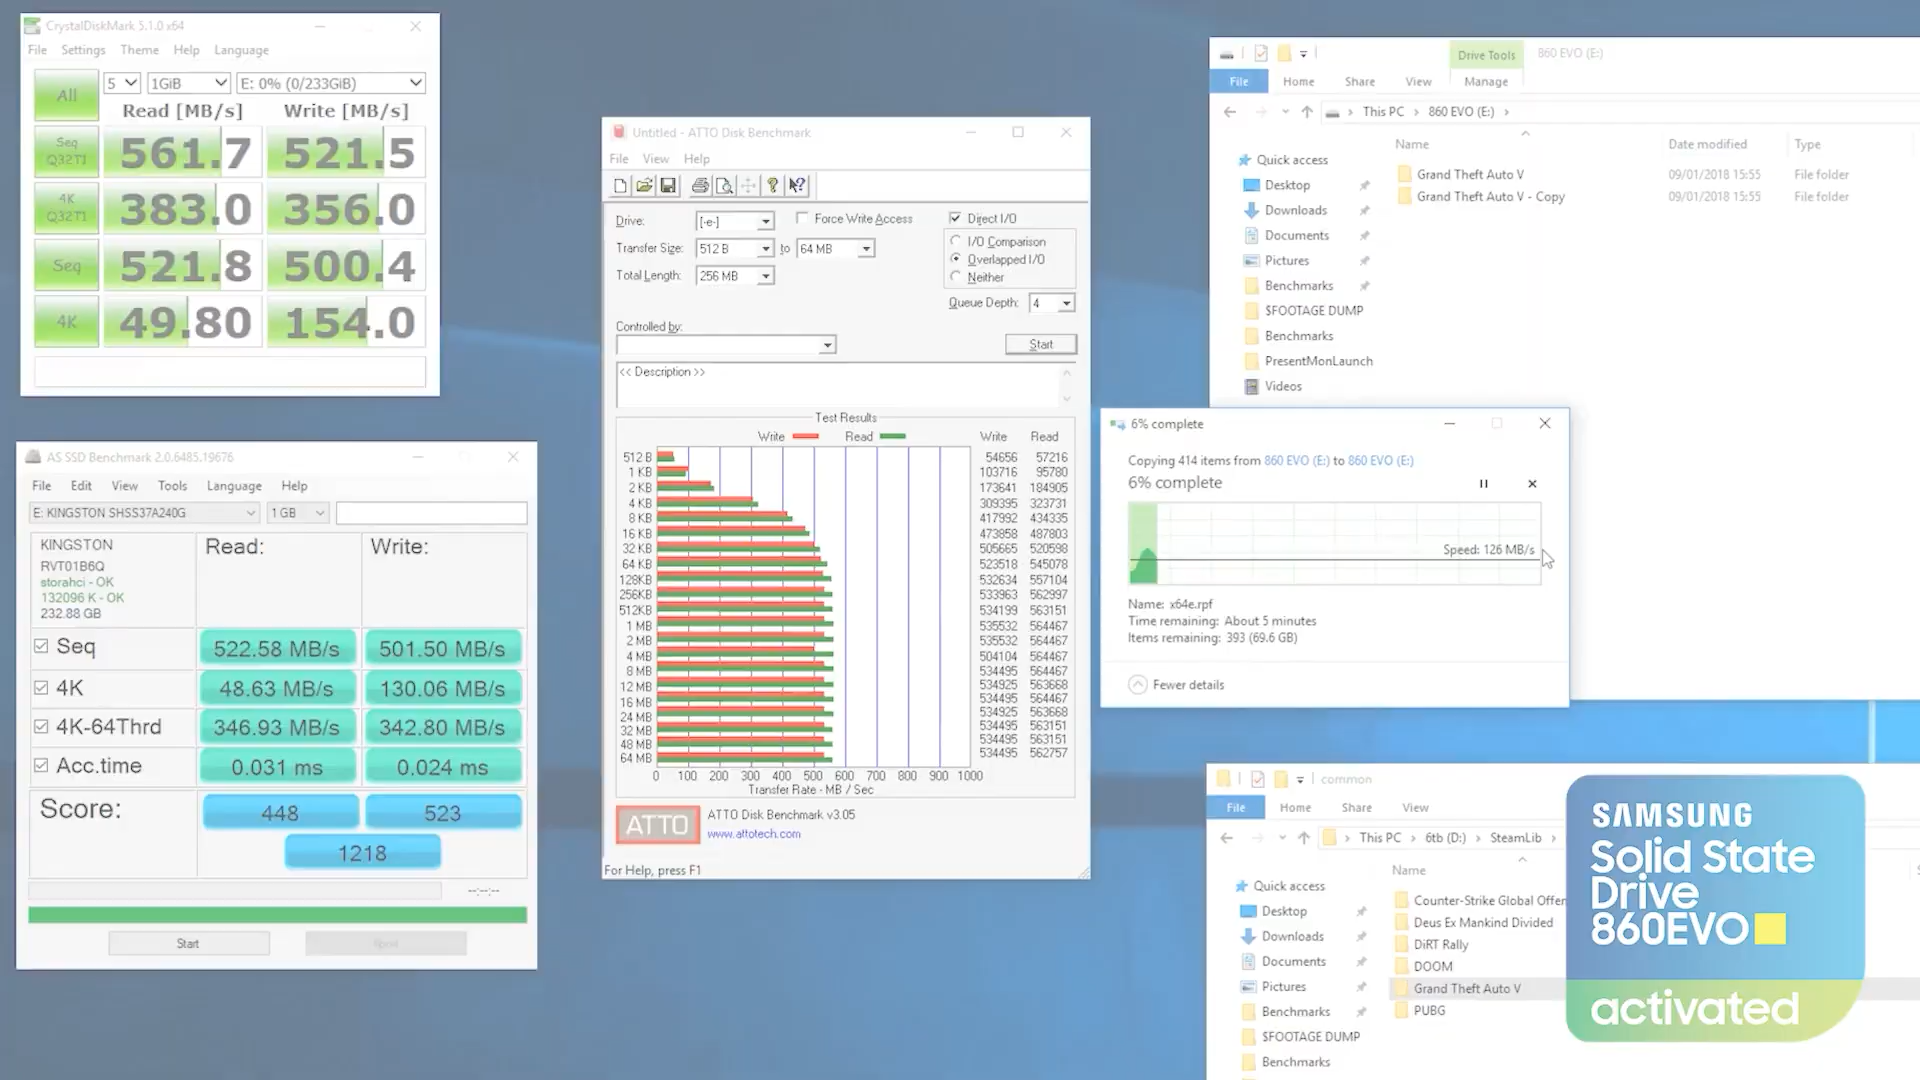 CrystalDiskMark 5.1.0 x64
File Settings Theme Help Language
All 5 1GiB E: 0% (0/233GiB)
Read [MB/s] Write [MB/s]
Seq Q32T1 561.7 521.5
4K Q32T1 383.0 356.0
Seq 521.8 500.4
4K 49.80 154.0
AS SSD Benchmark 2.0.6485.19676
File Edit View Tools Language Help
E: KINGSTON SHSS37A240G 1 GB
KINGSTON
RVT01B6Q
storahci - OK
132096 K - OK
232.88 GB
Read: Write:
Seq 522.58 MB/s 501.50 MB/s
4K 48.63 MB/s 130.06 MB/s
4K-64Thrd 346.93 MB/s 342.80 MB/s
Acc.time 0.031 ms 0.024 ms
Score: 448 523
1218
--:--:--
Start
Untitled - ATTO Disk Benchmark
File View Help
Drive: [-e-] Force Write Access Direct I/O
Transfer Size: 512 B to 64 MB I/O Comparison
Overlapped I/O
Total Length: 256 MB Neither
Queue Depth: 4
Controlled by:
Start
<< Description >>
Test Results
Write Read Write Read
512 B 54656 57216
1 KB 103716 95780
2 KB 173641 184905
4 KB 309395 323731
8 KB 417992 434335
16 KB 473858 487803
32 KB 505665 520598
64 KB 523518 545078
128KB 532634 557104
256KB 533963 562997
512KB 534199 563151
1 MB 535532 564467
2 MB 535532 564467
4 MB 504104 564467
8 MB 534495 564467
12 MB 534925 563668
16 MB 534495 564467
24 MB 534925 563668
32 MB 534495 563151
48 MB 534495 563151
64 MB 534495 562757
0 100 200 300 400 500 600 700 800 900 1000
Transfer Rate - MB / Sec
ATTO ATTO Disk Benchmark v3.05
www.attotech.com
For Help, press F1
Drive Tools 860 EVO (E:)
File Home Share View Manage
This PC > 860 EVO (E:) >
Name Date modified Type
Quick access
Desktop
Downloads
Documents
Pictures
Benchmarks
$FOOTAGE DUMP
Benchmarks
PresentMonLaunch
Videos
Grand Theft Auto V 09/01/2018 15:55 File folder
Grand Theft Auto V - Copy 09/01/2018 15:55 File folder
6% complete
Copying 414 items from 860 EVO (E:) to 860 EVO (E:)
6% complete
Speed: 126 MB/s
Name: x64e.rpf
Time remaining: About 5 minutes
Items remaining: 393 (69.6 GB)
Fewer details
common
File Home Share View
This PC > 6tb (D:) > SteamLib >
Name
Quick access
Desktop
Downloads
Documents
Pictures
Benchmarks
$FOOTAGE DUMP
Benchmarks
Counter-Strike Global Offen
Deus Ex Mankind Divided
DiRT Rally
DOOM
Grand Theft Auto V
PUBG
SAMSUNG
Solid State
Drive
860EVO
activated